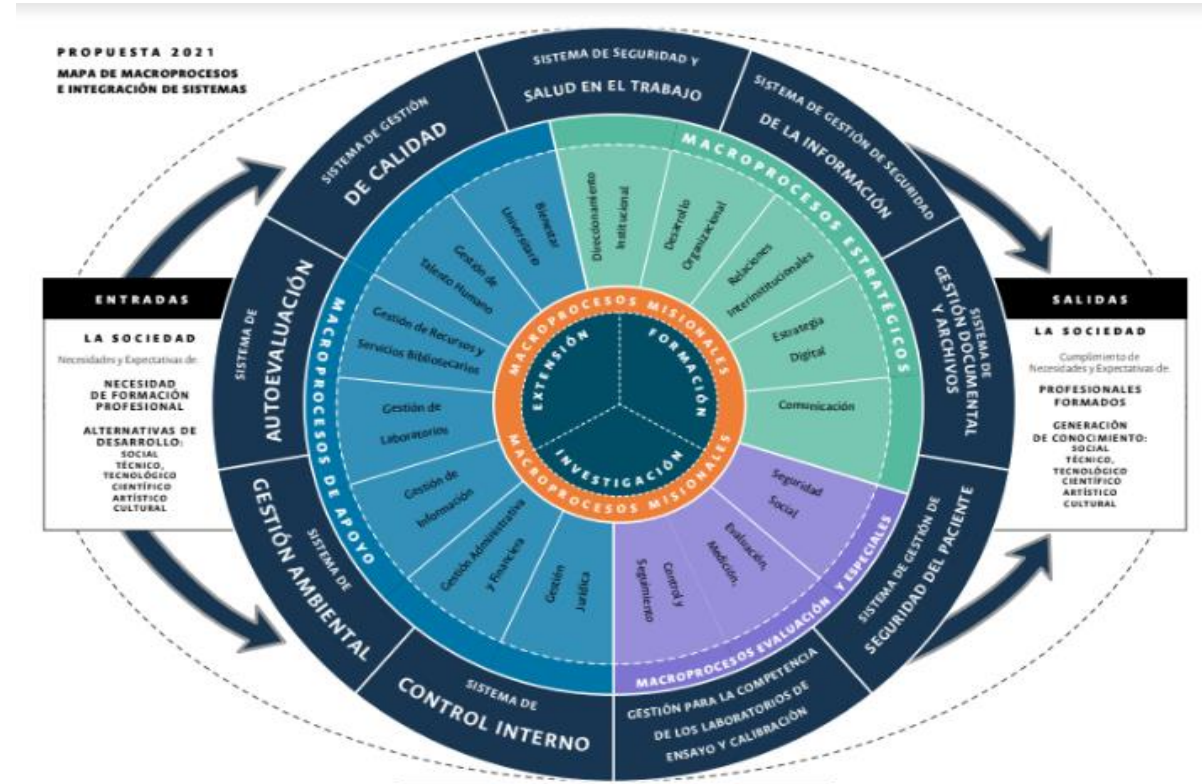 PROPUESTA 2021
MAPA DE MACROPROCESOS
E INTEGRACIÓN DE SISTEMAS
ENTRADAS
LA SOCIEDAD
Necesidades y Expectativas de:
NECESIDAD
DE FORMACIÓN
PROFESIONAL
ALTERNATIVAS DE
DESARROLLO:
SOCIAL
TÉCNICO,
TECNOLÓGICO
CIENTÍFICO
ARTÍSTICO
CULTURAL
SISTEMA DE GESTIÓN
DE CALIDAD
SISTEMA DE SEGURIDAD Y
SALUD EN EL TRABAJO
SISTEMA DE GESTIÓN DE SEGURIDAD
DE LA INFORMACIÓN
SISTEMA DE
GESTIÓN DOCUMENTAL
Y ARCHIVOS
SISTEMA DE GESTIÓN DE
SEGURIDAD DEL PACIENTE
GESTIÓN PARA LA COMPETENCIA
DE LOS LABORATORIOS DE
ENSAYO Y CALIBRACIÓN
SISTEMA DE
CONTROL INTERNO
SISTEMA DE
GESTIÓN AMBIENTAL
SISTEMA DE
AUTOEVALUACIÓN
MACROPROCESOS ESTRATÉGICOS
Direccionamiento
Institucional
Desarrollo
Organizacional
Relaciones
Interinstitucionales
Estrategia
Digital
Comunicación
MACROPROCESOS EVALUACIÓN Y ESPECIALES
Seguridad
Social
Evaluación,
Medición,
Control y
Seguimiento
MACROPROCESOS DE APOYO
Gestión
Jurídica
Gestión Administrativa
y Financiera
Gestión de
Información
Gestión de
Laboratorios
Gestión de Recursos y
Servicios Bibliotecarios
Gestión de
Talento Humano
Bienestar
Universitario
MACROPROCESOS MISIONALES
MACROPROCESOS MISIONALES
EXTENSIÓN
FORMACIÓN
INVESTIGACIÓN
SALIDAS
LA SOCIEDAD
Cumplimiento de
Necesidades y Expectativas de:
PROFESIONALES
FORMADOS
GENERACIÓN
DE CONOCIMIENTO:
SOCIAL
TÉCNICO,
TECNOLÓGICO
CIENTÍFICO
ARTÍSTICO
CULTURAL